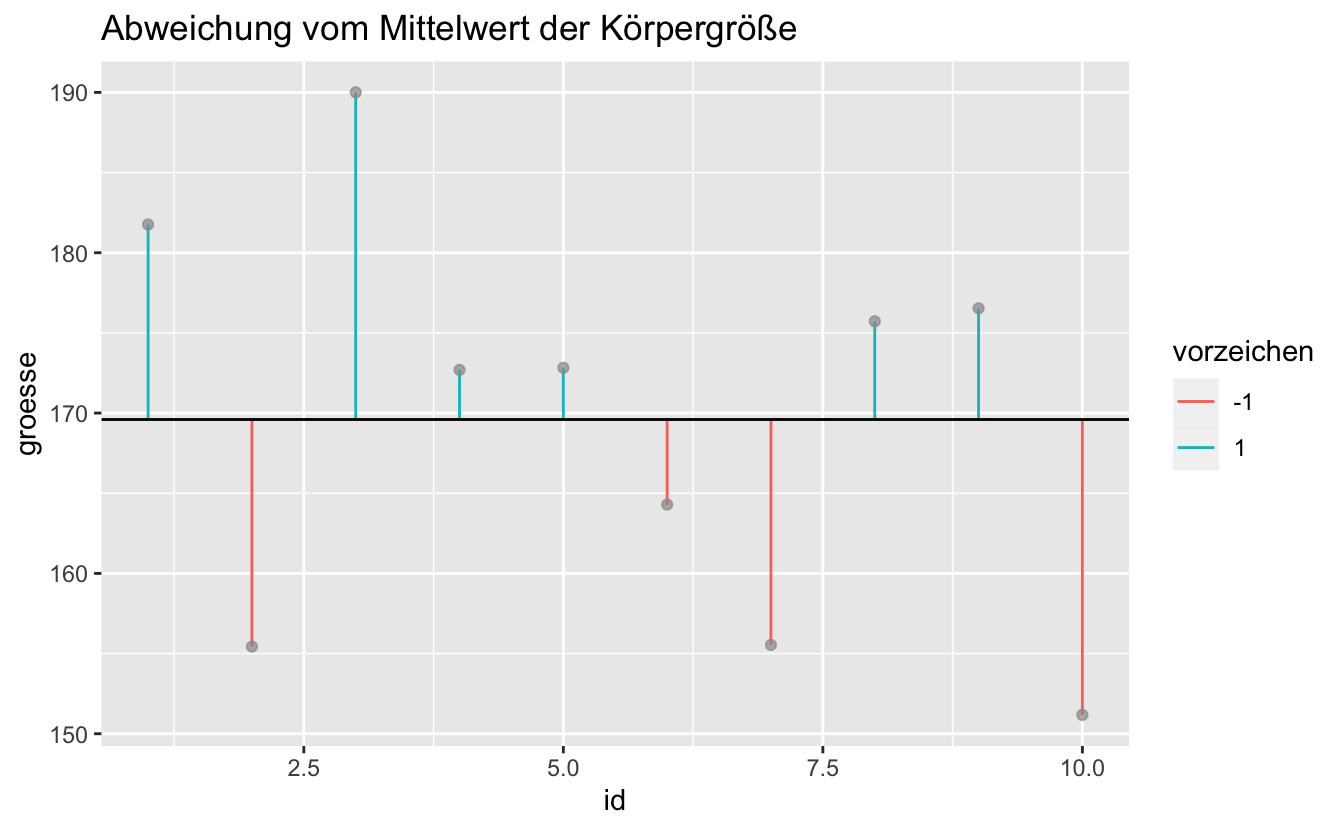 Abweichung vom Mittelwert der Körpergröße
190
180
170
160
150
groesse
2.5 5.0 7.5 10.0
id
vorzeichen
-1
1